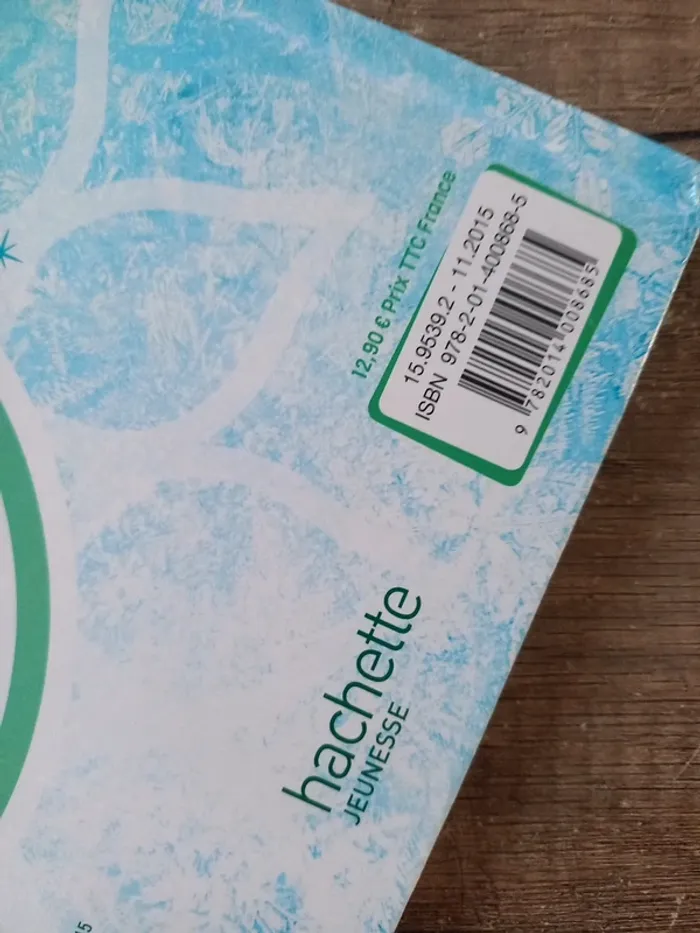 12,90 € Prix TTC France
15.9539.2 - 11.2015
ISBN 978-2-01-400868-5
9 782014 008685
hachette
JEUNESSE